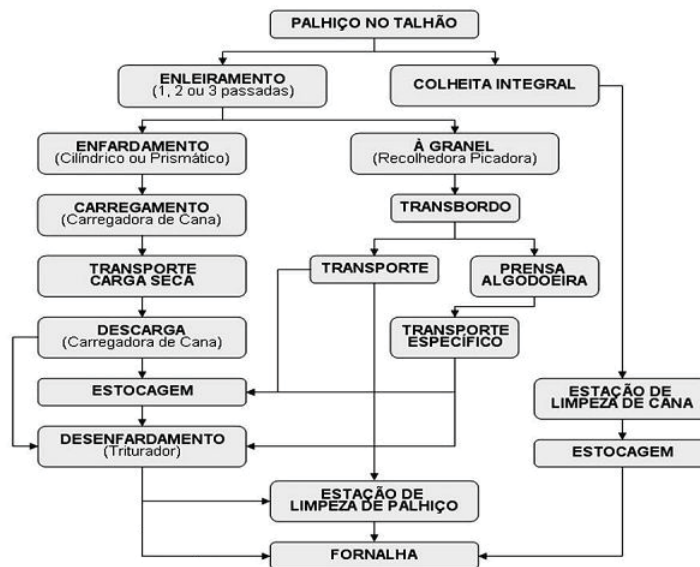 PALHIÇO NO TALHÃO
ENLEIRAMENTO
(1, 2 ou 3 passadas)
COLHEITA INTEGRAL
ENFARDAMENTO
(Cilíndrico ou Prismático)
À GRANEL
(Recolhedora Picadora)
CARREGAMENTO
(Carregadora de Cana)
TRANSBORDO
TRANSPORTE
CARGA SECA
TRANSPORTE
PRENSA
ALGODOEIRA
DESCARGA
(Carregadora de Cana)
TRANSPORTE
ESPECÍFICO
ESTOCAGEM
ESTAÇÃO DE
LIMPEZA DE CANA
DESENFARDAMENTO
(Triturador)
ESTOCAGEM
ESTAÇÃO DE
LIMPEZA DE PALHIÇO
FORNALHA